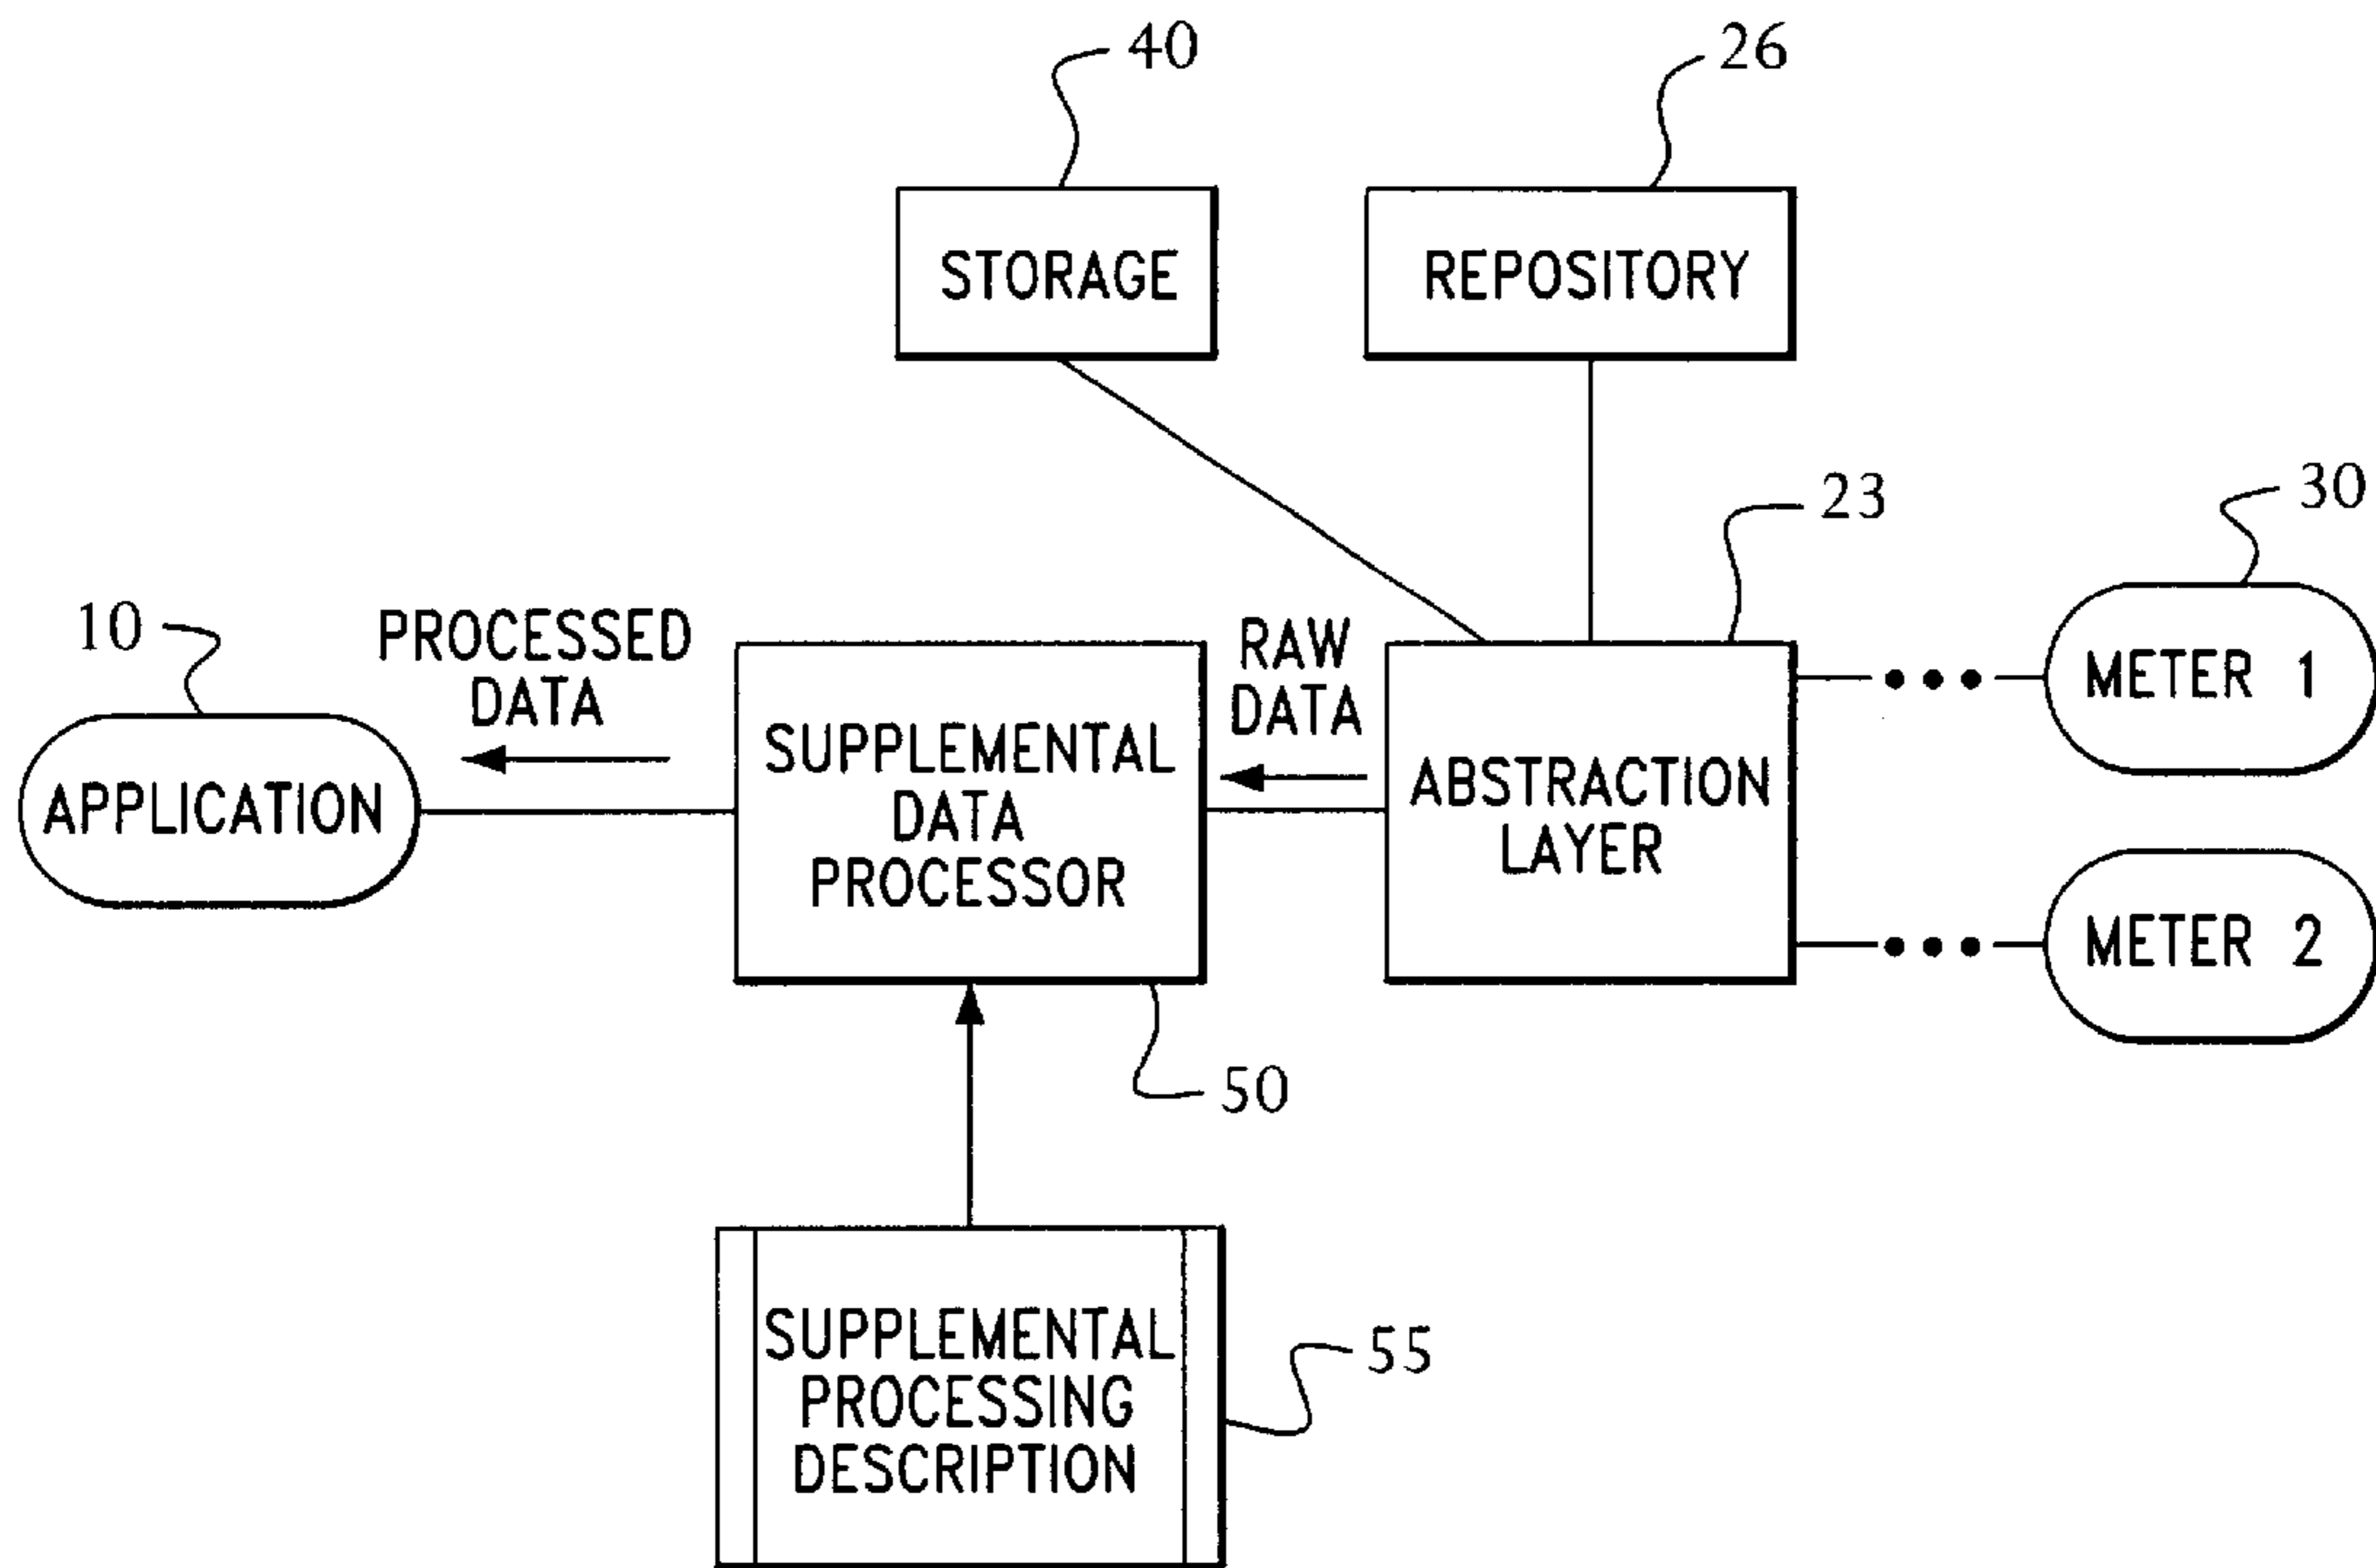 40
26
STORAGE
REPOSITORY
23
30
10
PROCESSED
DATA
RAW
DATA
METER 1
APPLICATION
SUPPLEMENTAL
DATA
PROCESSOR
ABSTRACTION
LAYER
METER 2
50
SUPPLEMENTAL
PROCESSING
DESCRIPTION
55